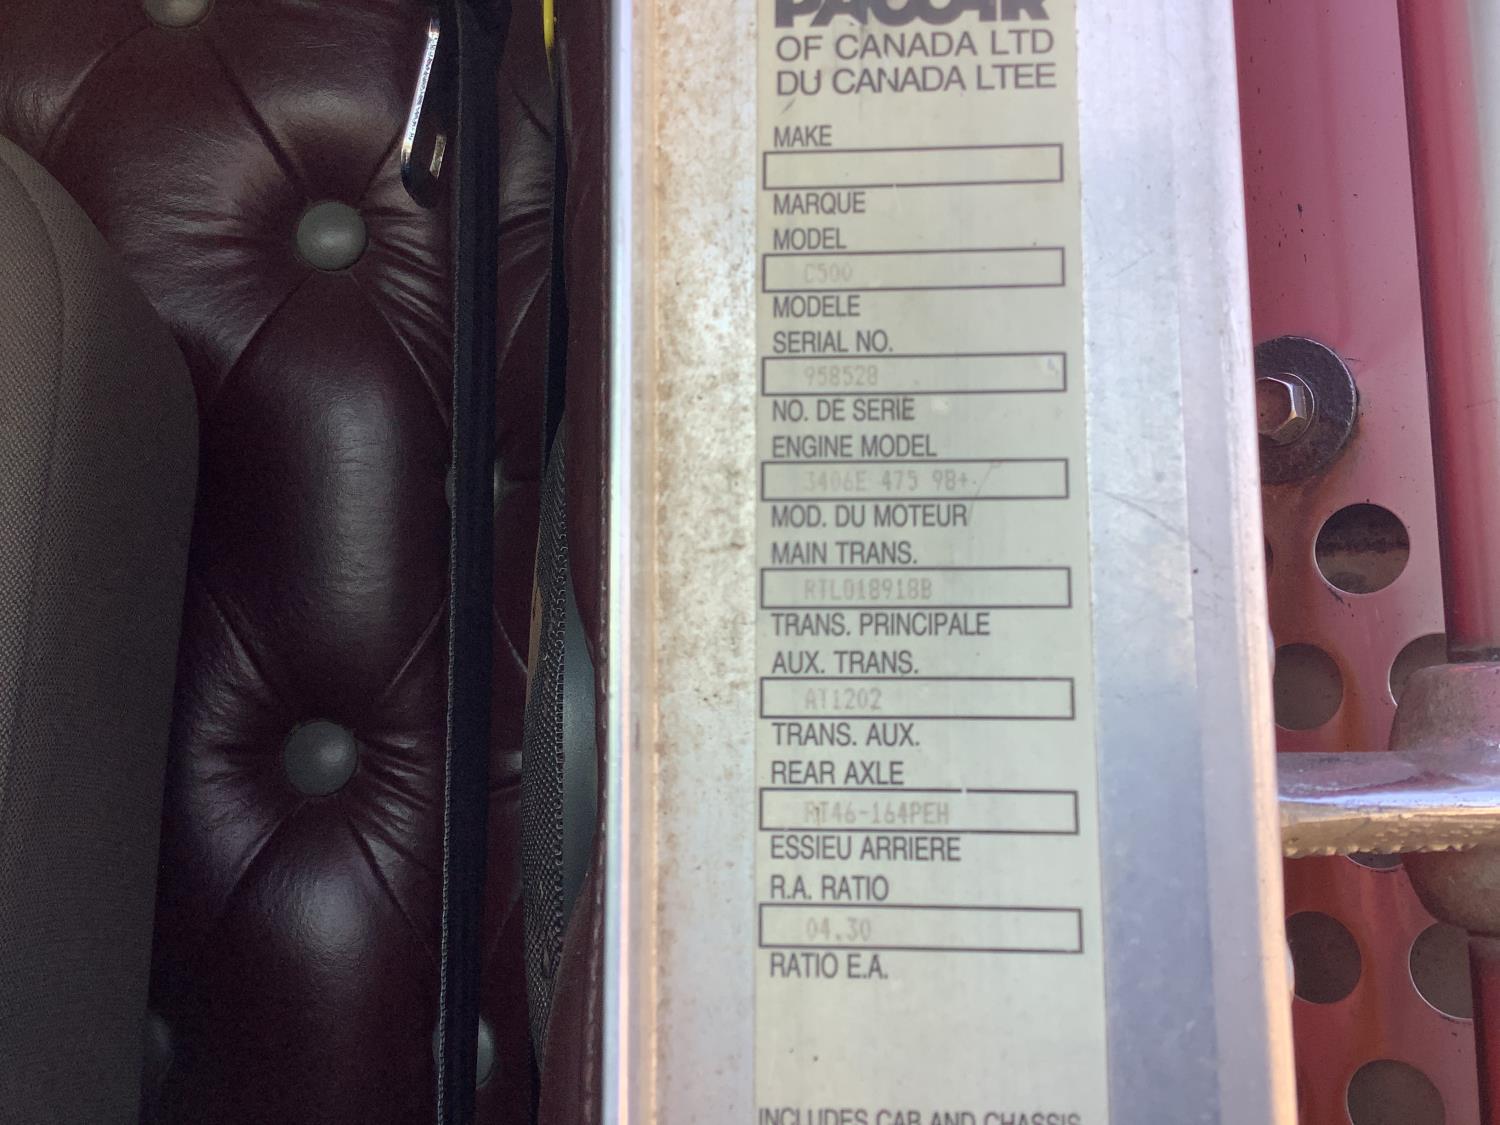 PACCAR
OF CANADA LTD
DU CANADA LTEE
MAKE
MARQUE
MODEL
C500
MODELE
SERIAL NO.
958528
NO. DE SERIE
ENGINE MODEL
3406E 475 9B+
MOD. DU MOTEUR
MAIN TRANS.
RTLO18918B
TRANS. PRINCIPALE
AUX. TRANS.
AT1202
TRANS. AUX.
REAR AXLE
RT46-164PEH
ESSIEU ARRIERE
R.A. RATIO
04.30
RATIO E.A.
INCLUDES CAB AND CHASSIS